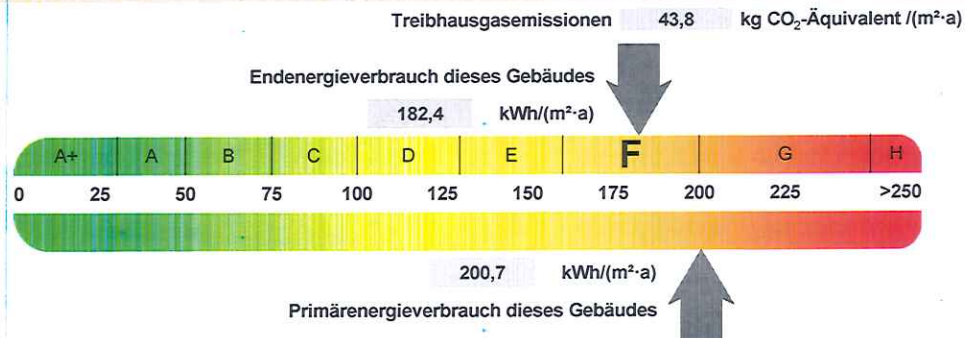 Treibhausgasemissionen 43,8 kg CO₂-Äquivalent /(m²·a)
Endenergieverbrauch dieses Gebäudes
182,4 kWh/(m²·a)
A+ A B C D E F G H
0 25 50 75 100 125 150 175 200 225 >250
200,7 kWh/(m²·a)
Primärenergieverbrauch dieses Gebäudes